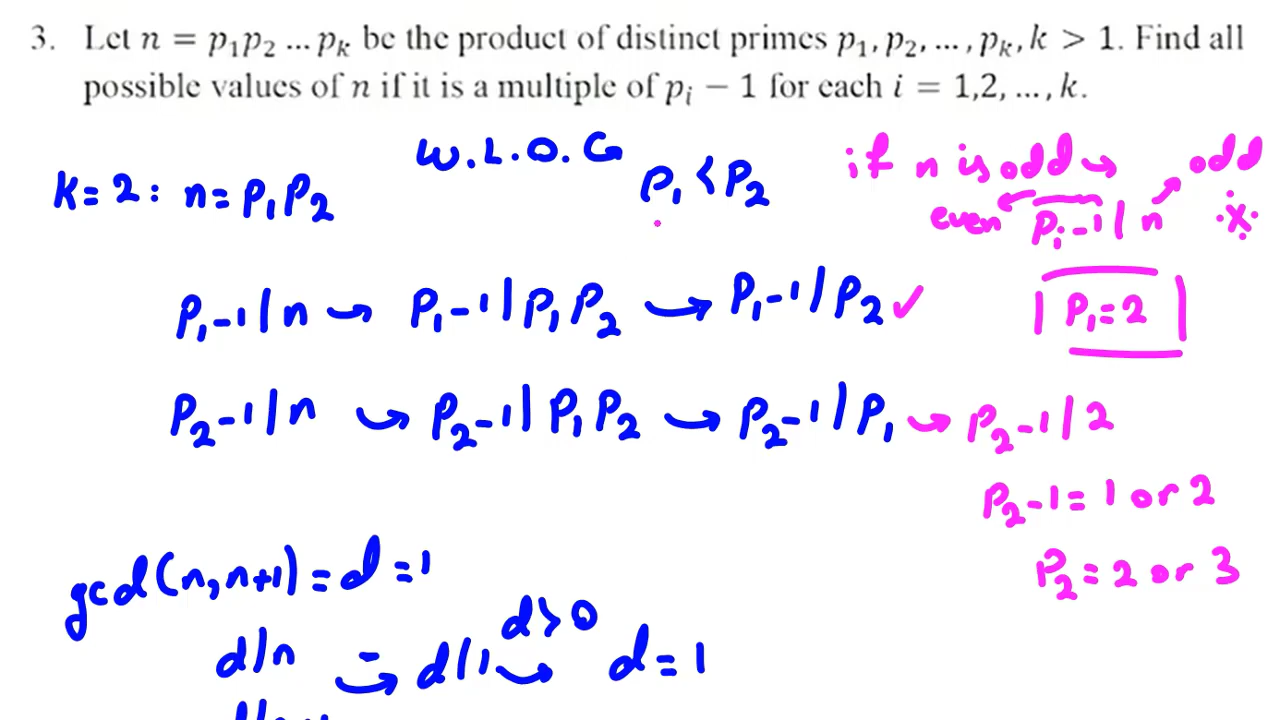 3. Let n = p₁p₂ ... pₖ be the product of distinct primes p₁, p₂, ... , pₖ, k > 1. Find all
possible values of n if it is a multiple of pᵢ − 1 for each i = 1,2, ... , k.
W.L.O.G
if n is odd → odd
k=2: n=P₁P₂
P₁<P₂
even Pᵢ-1|n
P₁-1|n → P₁-1|P₁P₂ → P₁-1|P₂ ✓
P₁=2
P₂-1|n → P₂-1|P₁P₂ → P₂-1|P₁ → P₂-1|2
P₂-1=1 or 2
gcd(n,n+1)=d=1
P₂=2 or 3
d>0
d|n → d|1 → d=1